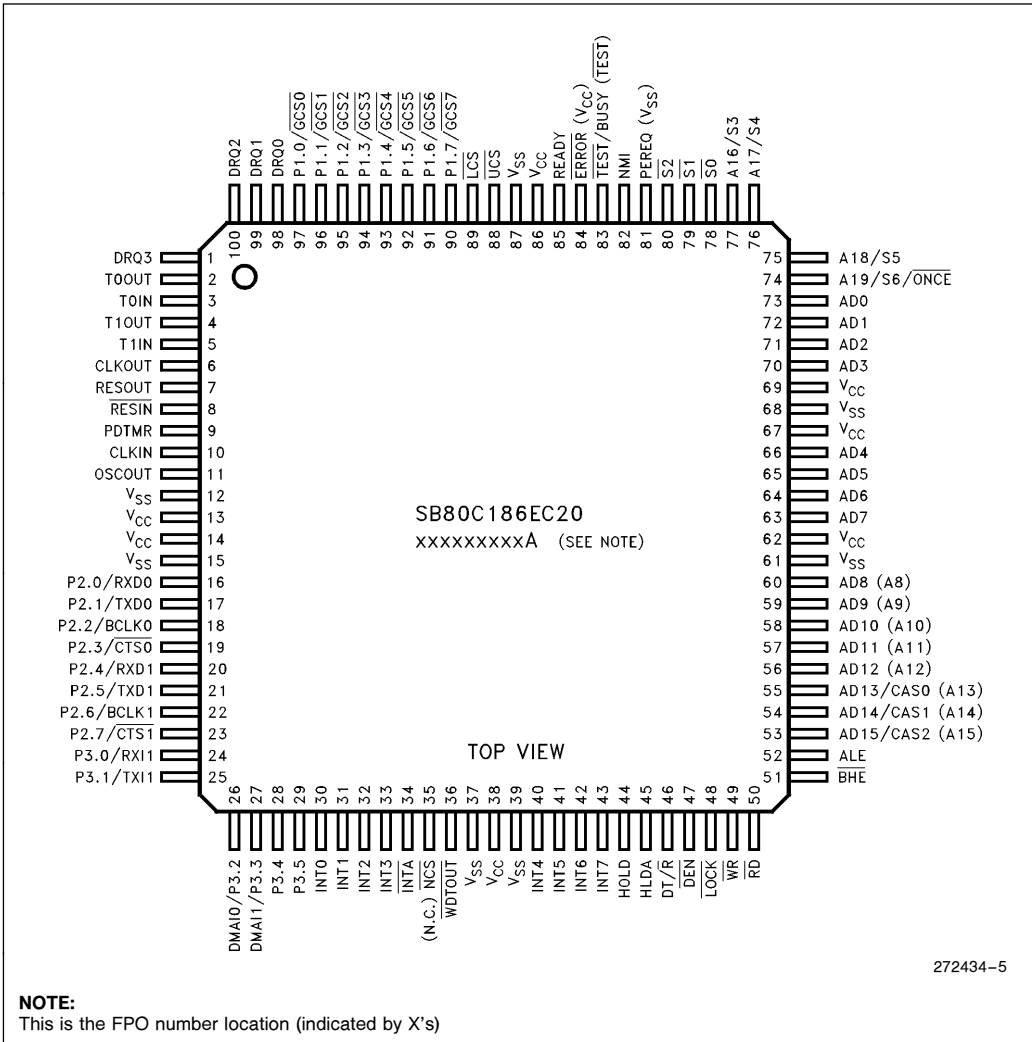 DRQ2
DRQ1
DRQ0
P1.0/GCS0
P1.1/GCS1
P1.2/GCS2
P1.3/GCS3
P1.4/GCS4
P1.5/GCS5
P1.6/GCS6
P1.7/GCS7
LCS
UCS
VSS
VCC
READY
ERROR (VCC)
TEST/BUSY (TEST)
NMI
PEREQ (VSS)
S2
S1
S0
A16/S3
A17/S4
100
99
98
97
96
95
94
93
92
91
90
89
88
87
86
85
84
83
82
81
80
79
78
77
76
DRQ3 1
T0OUT 2
T0IN 3
T1OUT 4
T1IN 5
CLKOUT 6
RESOUT 7
RESIN 8
PDTMR 9
CLKIN 10
OSCOUT 11
VSS 12
VCC 13
VCC 14
VSS 15
P2.0/RXD0 16
P2.1/TXD0 17
P2.2/BCLK0 18
P2.3/CTS0 19
P2.4/RXD1 20
P2.5/TXD1 21
P2.6/BCLK1 22
P2.7/CTS1 23
P3.0/RXI1 24
P3.1/TXI1 25
SB80C186EC20
xxxxxxxxxA (SEE NOTE)
TOP VIEW
75 A18/S5
74 A19/S6/ONCE
73 AD0
72 AD1
71 AD2
70 AD3
69 VCC
68 VSS
67 VCC
66 AD4
65 AD5
64 AD6
63 AD7
62 VCC
61 VSS
60 AD8 (A8)
59 AD9 (A9)
58 AD10 (A10)
57 AD11 (A11)
56 AD12 (A12)
55 AD13/CAS0 (A13)
54 AD14/CAS1 (A14)
53 AD15/CAS2 (A15)
52 ALE
51 BHE
26
27
28
29
30
31
32
33
34
35
36
37
38
39
40
41
42
43
44
45
46
47
48
49
50
DMAI0/P3.2
DMAI1/P3.3
P3.4
P3.5
INT0
INT1
INT2
INT3
INTA
(N.C.) NCS
WDTOUT
VSS
VCC
VSS
INT4
INT5
INT6
INT7
HOLD
HLDA
DT/R
DEN
LOCK
WR
RD
272434-5
NOTE:
This is the FPO number location (indicated by X's)